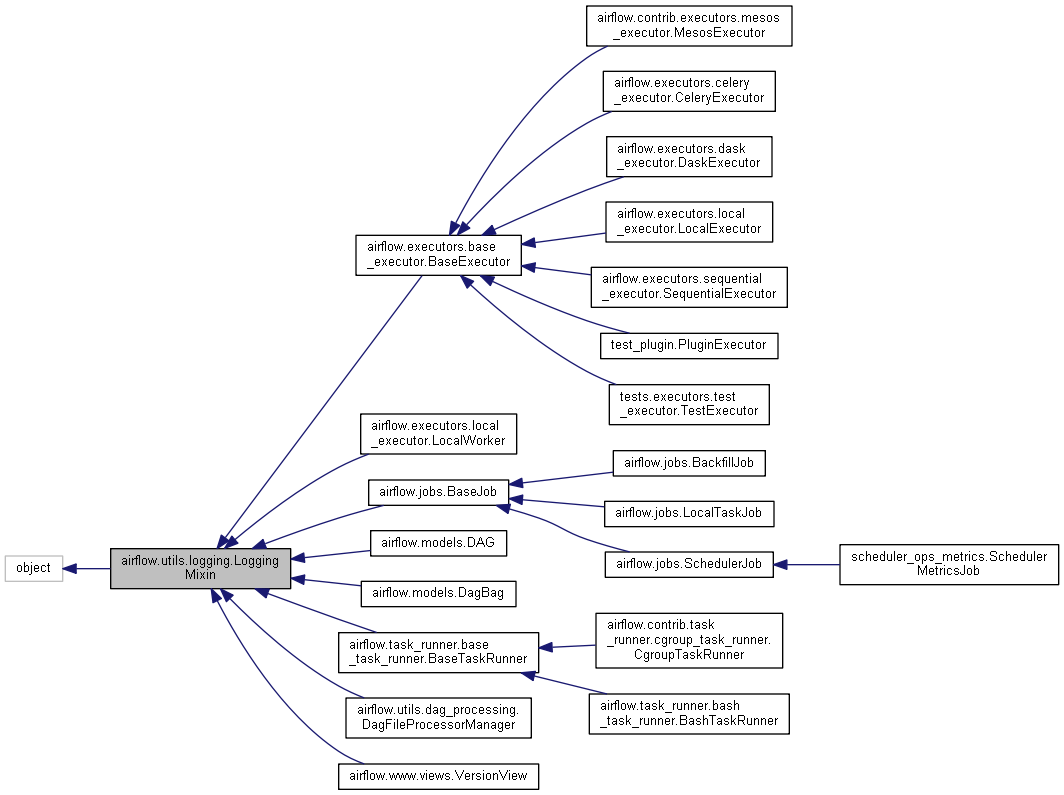 airflow.contrib.executors.mesos
_executor.MesosExecutor
airflow.executors.celery
_executor.CeleryExecutor
airflow.executors.dask
_executor.DaskExecutor
airflow.executors.local
_executor.LocalExecutor
airflow.executors.base
_executor.BaseExecutor
airflow.executors.sequential
_executor.SequentialExecutor
test_plugin.PluginExecutor
tests.executors.test
_executor.TestExecutor
airflow.executors.local
_executor.LocalWorker
airflow.jobs.BackfillJob
airflow.jobs.BaseJob
airflow.jobs.LocalTaskJob
airflow.models.DAG
airflow.jobs.SchedulerJob
scheduler_ops_metrics.Scheduler
MetricsJob
object
airflow.utils.logging.Logging
Mixin
airflow.models.DagBag
airflow.contrib.task
_runner.cgroup_task_runner.
CgroupTaskRunner
airflow.task_runner.base
_task_runner.BaseTaskRunner
airflow.task_runner.bash
_task_runner.BashTaskRunner
airflow.utils.dag_processing.
DagFileProcessorManager
airflow.www.views.VersionView